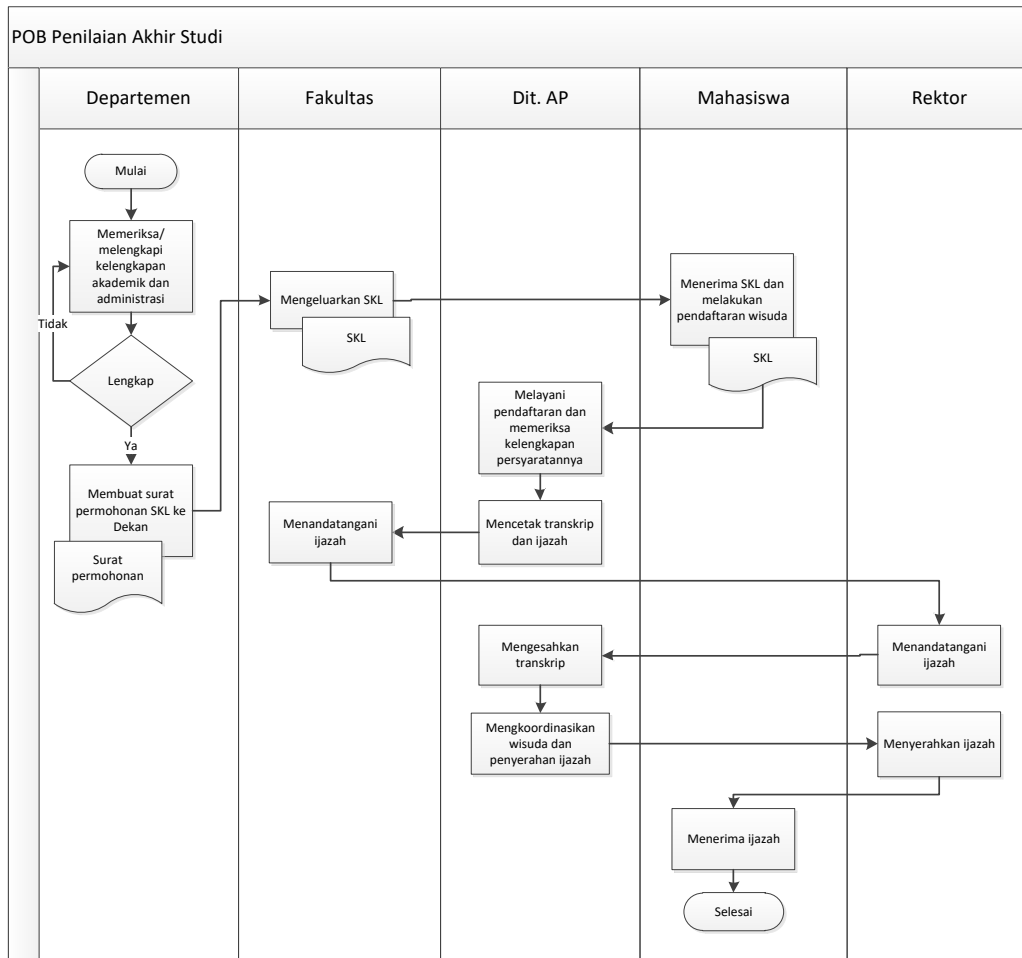 POB Penilaian Akhir Studi
Departemen
Fakultas
Dit. AP
Mahasiswa
Rektor
Mulai
Memeriksa/
melengkapi
kelengkapan
akademik dan
administrasi
Tidak
Lengkap
Ya
Membuat surat
permohonan SKL ke
Dekan
Surat
permohonan
Mengeluarkan SKL
SKL
Menerima SKL dan
melakukan
pendaftaran wisuda
SKL
Melayani
pendaftaran dan
memeriksa
kelengkapan
persyaratannya
Mencetak transkrip
dan ijazah
Menandatangani
ijazah
Menandatangani
ijazah
Mengesahkan
transkrip
Mengkoordinasikan
wisuda dan
penyerahan ijazah
Menyerahkan ijazah
Menerima ijazah
Selesai